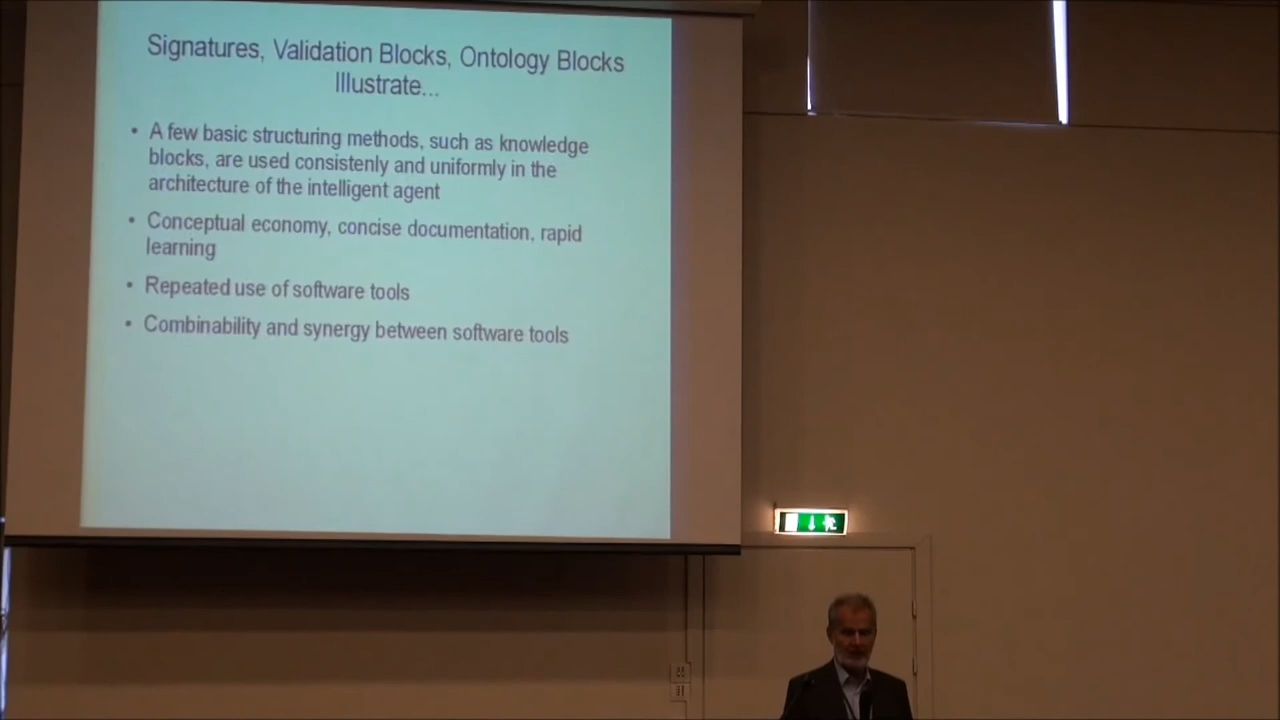 Signatures, Validation Blocks, Ontology Blocks
Illustrate...
• A few basic structuring methods, such as knowledge
blocks, are used consistenly and uniformly in the
architecture of the intelligent agent
• Conceptual economy, concise documentation, rapid
learning
• Repeated use of software tools
• Combinability and synergy between software tools